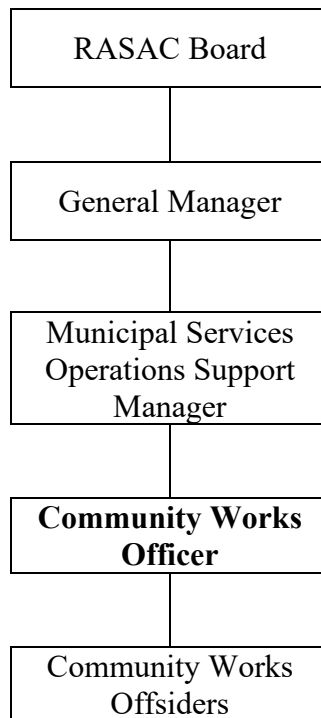 RASAC Board
General Manager
Municipal Services
Operations Support
Manager
Community Works
Officer
Community Works
Offsiders